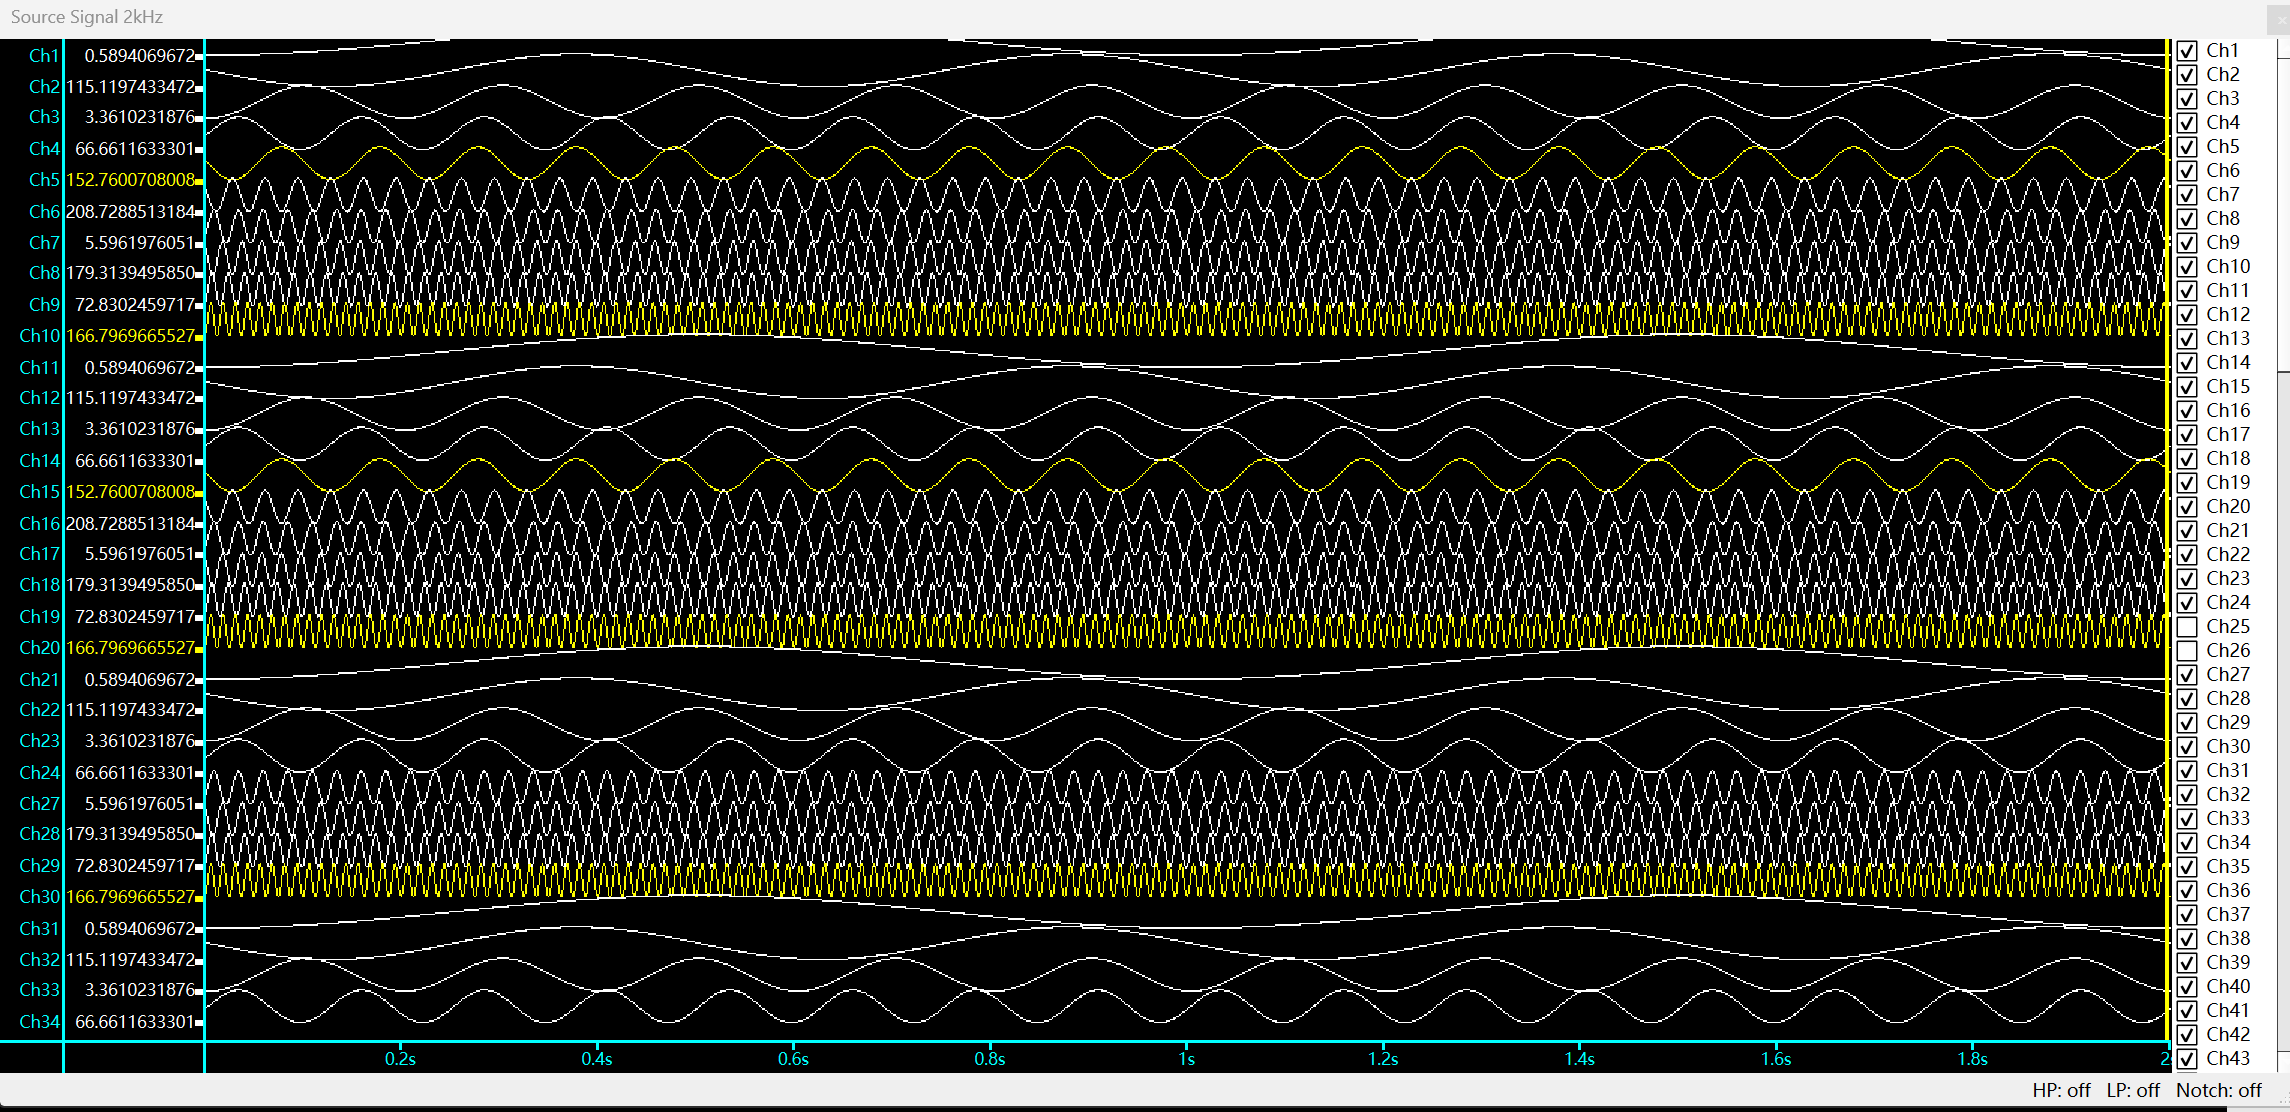 Source Signal 2kHz
Ch1 0.5894069672
Ch2 115.1197433472
Ch3 3.3610231876
Ch4 66.6611633301
Ch5 152.7600708008
Ch6 208.7288513184
Ch7 5.5961976051
Ch8 179.3139495850
Ch9 72.8302459717
Ch10 166.7969665527
Ch11 0.5894069672
Ch12 115.1197433472
Ch13 3.3610231876
Ch14 66.6611633301
Ch15 152.7600708008
Ch16 208.7288513184
Ch17 5.5961976051
Ch18 179.3139495850
Ch19 72.8302459717
Ch20 166.7969665527
Ch21 0.5894069672
Ch22 115.1197433472
Ch23 3.3610231876
Ch24 66.6611633301
Ch27 5.5961976051
Ch28 179.3139495850
Ch29 72.8302459717
Ch30 166.7969665527
Ch31 0.5894069672
Ch32 115.1197433472
Ch33 3.3610231876
Ch34 66.6611633301
0.2s 0.4s 0.6s 0.8s 1s 1.2s 1.4s 1.6s 1.8s 2
Ch1
Ch2
Ch3
Ch4
Ch5
Ch6
Ch7
Ch8
Ch9
Ch10
Ch11
Ch12
Ch13
Ch14
Ch15
Ch16
Ch17
Ch18
Ch19
Ch20
Ch21
Ch22
Ch23
Ch24
Ch25
Ch26
Ch27
Ch28
Ch29
Ch30
Ch31
Ch32
Ch33
Ch34
Ch35
Ch36
Ch37
Ch38
Ch39
Ch40
Ch41
Ch42
Ch43
HP: off LP: off Notch: off